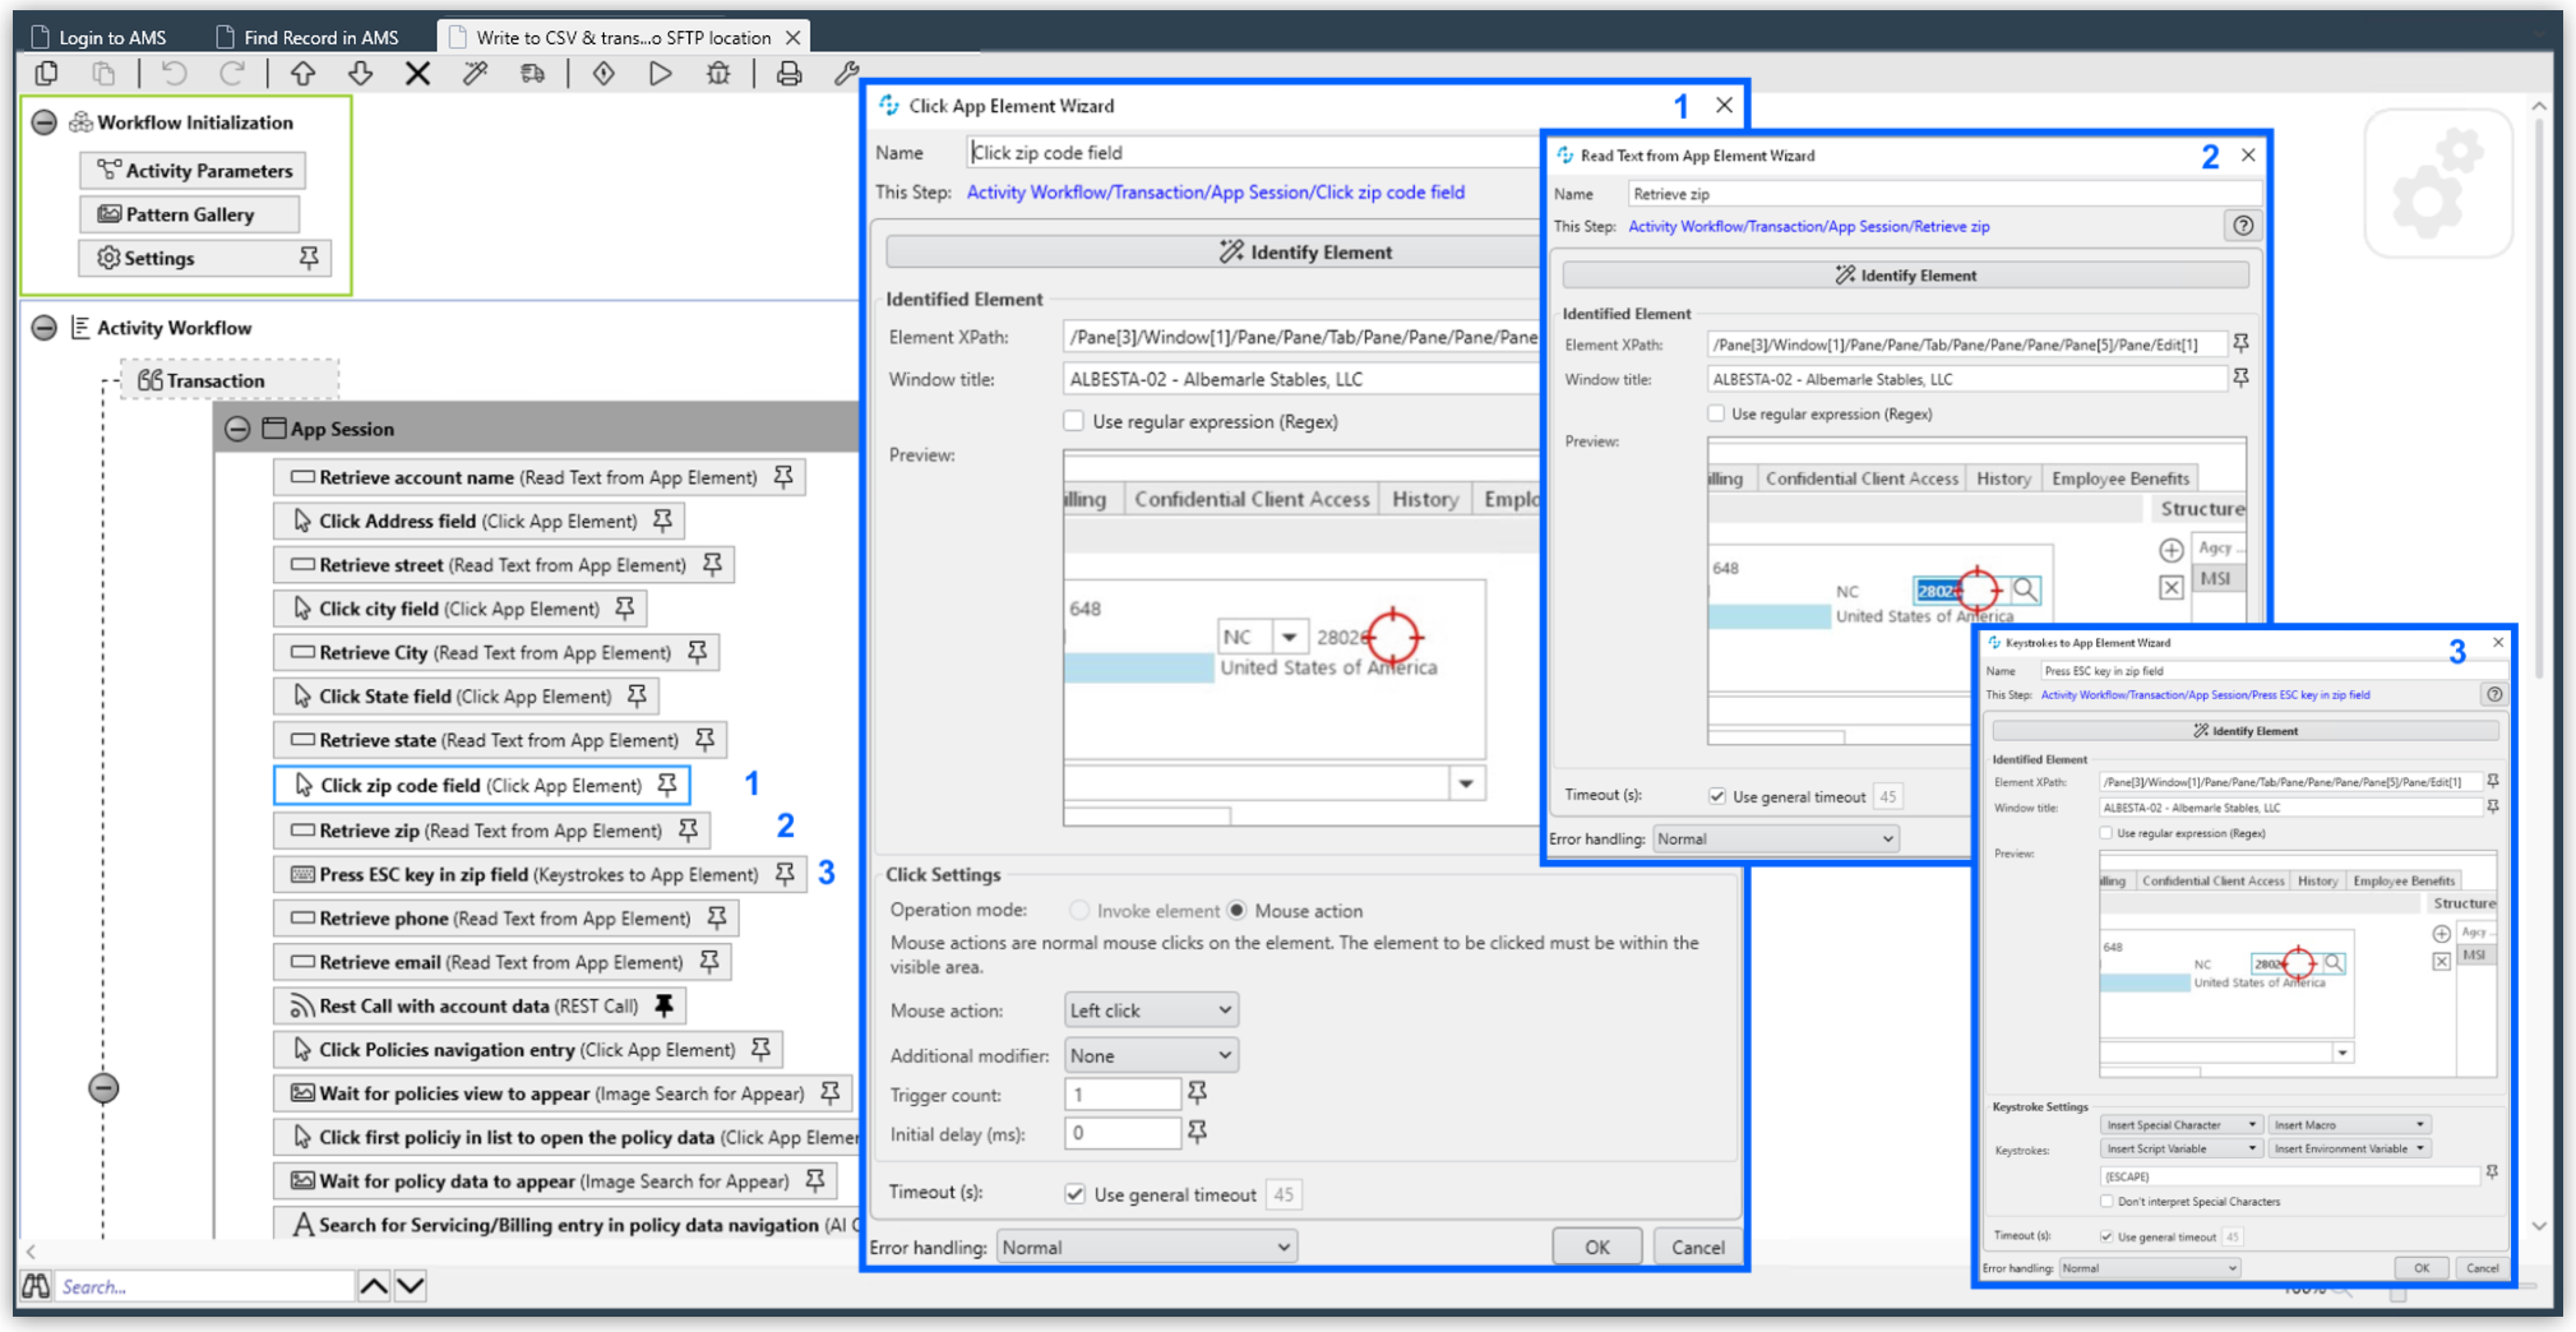 Login to AMS
Find Record in AMS
Write to CSV & trans...o SFTP location
Workflow Initialization
Activity Parameters
Pattern Gallery
Settings
Activity Workflow
Transaction
App Session
Retrieve account name (Read Text from App Element)
Click Address field (Click App Element)
Retrieve street (Read Text from App Element)
Click city field (Click App Element)
Retrieve City (Read Text from App Element)
Click State field (Click App Element)
Retrieve state (Read Text from App Element)
Click zip code field (Click App Element)
1
Retrieve zip (Read Text from App Element)
2
Press ESC key in zip field (Keystrokes to App Element)
3
Retrieve phone (Read Text from App Element)
Retrieve email (Read Text from App Element)
Rest Call with account data (REST Call)
Click Policies navigation entry (Click App Element)
Wait for policies view to appear (Image Search for Appear)
Click first policiy in list to open the policy data (Click App Elemer
Wait for policy data to appear (Image Search for Appear)
Search for Servicing/Billing entry in policy data navigation (AI
Search...
Click App Element Wizard
1
Name
Click zip code field
This Step: Activity Workflow/Transaction/App Session/Click zip code field
Identify Element
Identified Element
Element XPath: /Pane[3]/Window[1]/Pane/Pane/Tab/Pane/Pane/Pane/Pane
Window title: ALBESTA-02 - Albemarle Stables, LLC
Use regular expression (Regex)
Preview:
illing Confidential Client Access History Emplo
648
NC 28026
United States of America
Click Settings
Operation mode: Invoke element Mouse action
Mouse actions are normal mouse clicks on the element. The element to be clicked must be within the
visible area.
Mouse action: Left click
Additional modifier: None
Trigger count: 1
Initial delay (ms): 0
Timeout (s): Use general timeout 45
Error handling: Normal
OK
Cancel
Read Text from App Element Wizard
2
Name
Retrieve zip
This Step: Activity Workflow/Transaction/App Session/Retrieve zip
Identify Element
Identified Element
Element XPath: /Pane[3]/Window[1]/Pane/Pane/Tab/Pane/Pane/Pane/Pane[5]/Pane/Edit[1]
Window title: ALBESTA-02 - Albemarle Stables, LLC
Use regular expression (Regex)
Preview:
illing Confidential Client Access History Employee Benefits
Structure
Agcy ...
648
MSI
NC 2802
United States of America
Timeout (s): Use general timeout 45
Error handling: Normal
Keystrokes to App Element Wizard
3
Name
Press ESC key in zip field
This Step: Activity Workflow/Transaction/App Session/Press ESC key in zip field
Identify Element
Identified Element
Element XPath: /Pane[3]/Window[1]/Pane/Pane/Tab/Pane/Pane/Pane/Pane[5]/Pane/Edit[1]
Window title: ALBESTA-02 - Albemarle Stables, LLC
Use regular expression (Regex)
Preview:
illing Confidential Client Access History Employee Benefits
Structure
Agcy ...
648
MSI
NC 2802
United States of America
Keystroke Settings
Insert Special Character Insert Macro
Keystrokes: Insert Script Variable Insert Environment Variable
{ESCAPE}
Don't interpret Special Characters
Timeout (s): Use general timeout 45
Error handling: Normal
OK
Cancel